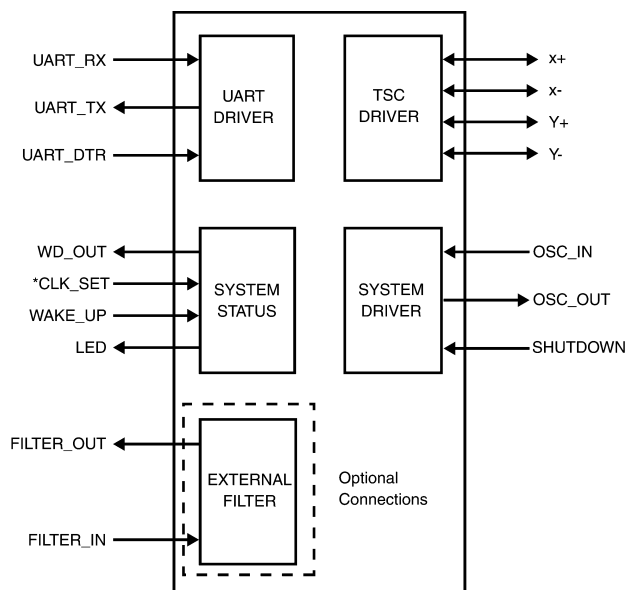 UART_RX
UART_TX
UART_DTR
UART
DRIVER
TSC
DRIVER
x+
x-
Y+
Y-
WD_OUT
*CLK_SET
WAKE_UP
LED
SYSTEM
STATUS
SYSTEM
DRIVER
OSC_IN
OSC_OUT
SHUTDOWN
FILTER_OUT
FILTER_IN
EXTERNAL
FILTER
Optional
Connections